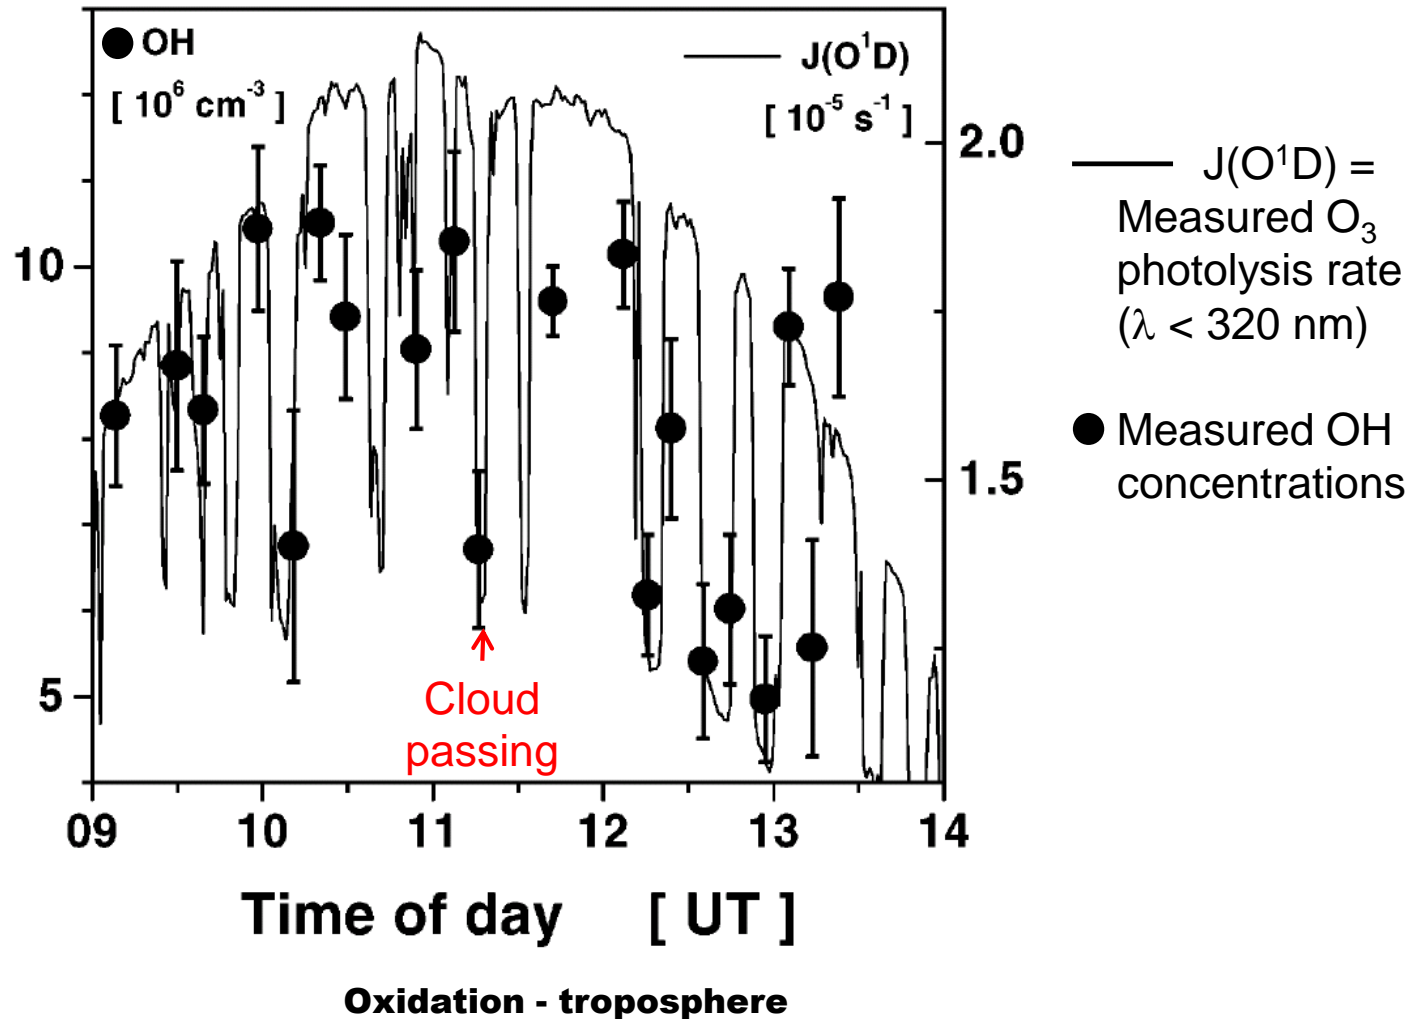 OH
[ 10⁶ cm⁻³ ]
J(O¹D)
[ 10⁻⁵ s⁻¹ ]
10
5
2.0
1.5
09 10 11 12 13 14
Time of day [ UT ]
Cloud
passing
J(O¹D) =
Measured O₃
photolysis rate
(λ < 320 nm)
Measured OH
concentrations
Oxidation - troposphere